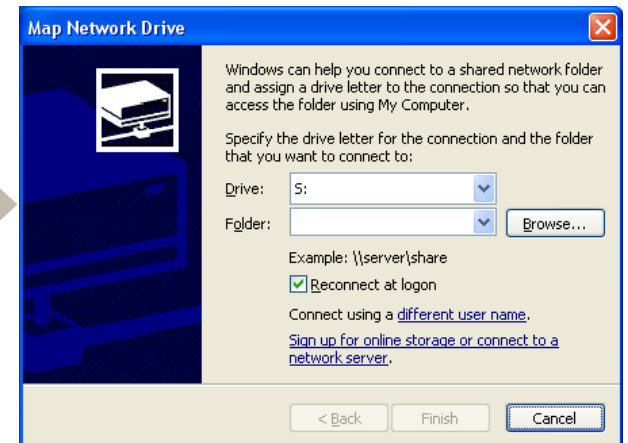 Map Network Drive
Windows can help you connect to a shared network folder
and assign a drive letter to the connection so that you can
access the folder using My Computer.
Specify the drive letter for the connection and the folder
that you want to connect to:
Drive: S:
Folder: Browse...
Example: \\server\share
Reconnect at logon
Connect using a different user name.
Sign up for online storage or connect to a
network server.
< Back Finish Cancel